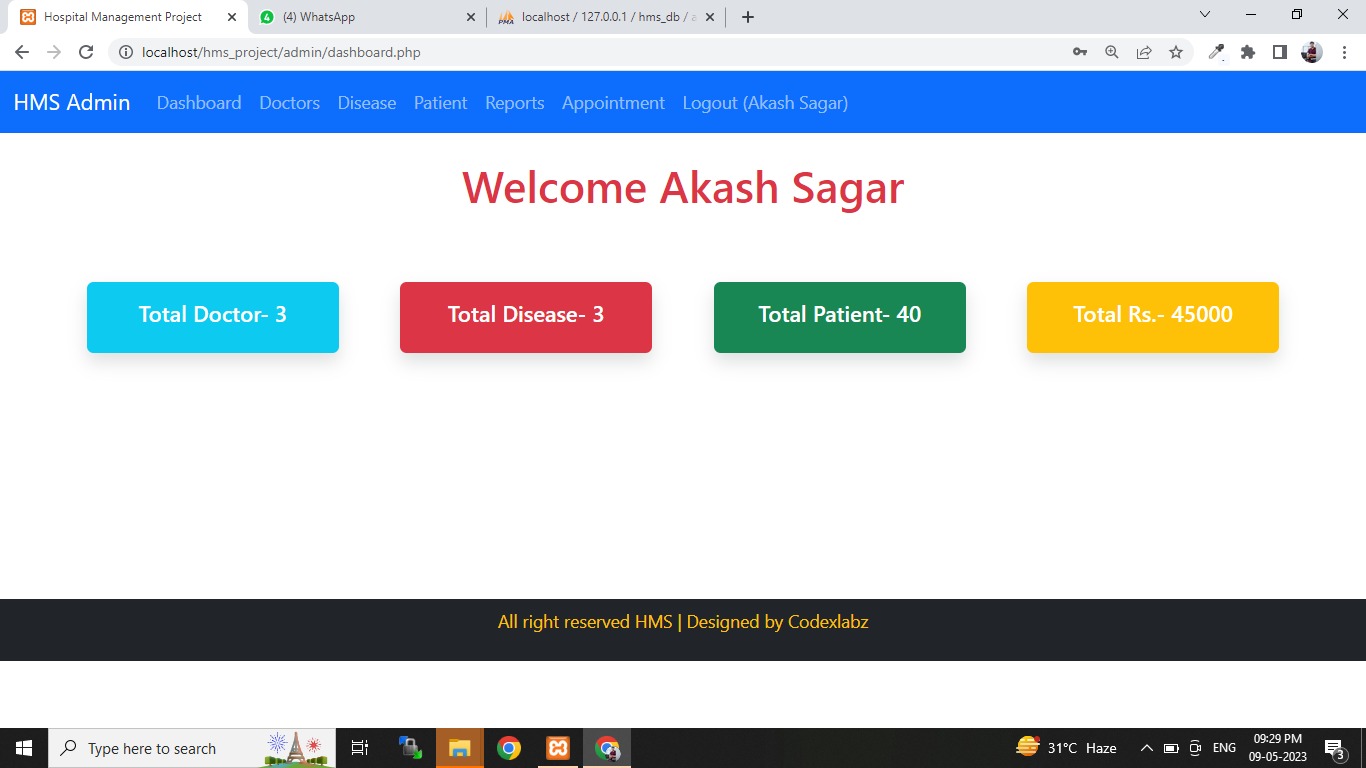 Hospital Management Project
(4) WhatsApp
PMA
localhost / 127.0.0.1 / hms_db / a
localhost/hms_project/admin/dashboard.php
HMS Admin Dashboard Doctors Disease Patient Reports Appointment Logout (Akash Sagar)
Welcome Akash Sagar
Total Doctor- 3
Total Disease- 3
Total Patient- 40
Total Rs.- 45000
All right reserved HMS | Designed by Codexlabz
Type here to search
31°C Haze
ENG
09:29 PM
09-05-2023
3